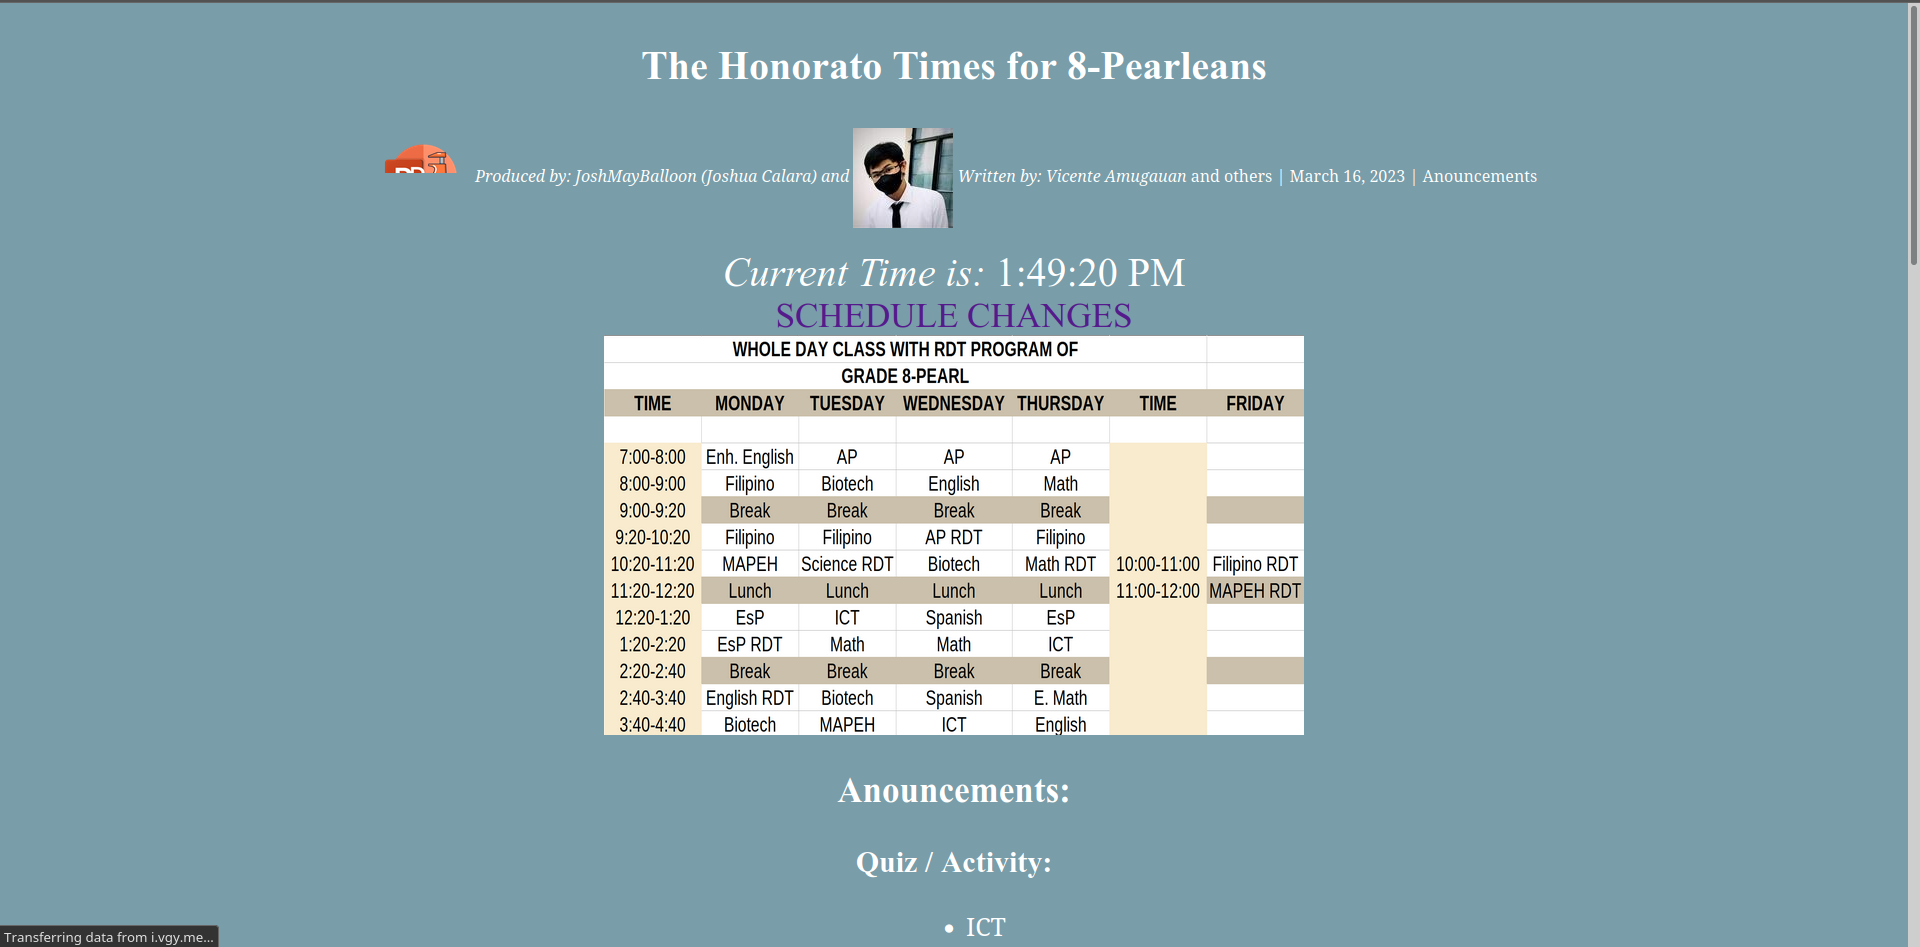 The Honorato Times for 8-Pearleans
Produced by: JoshMayBalloon (Joshua Calara) and Written by: Vicente Amugauan and others | March 16, 2023 | Anouncements
Current Time is: 1:49:20 PM
SCHEDULE CHANGES
WHOLE DAY CLASS WITH RDT PROGRAM OF
GRADE 8-PEARL
TIME MONDAY TUESDAY WEDNESDAY THURSDAY TIME FRIDAY
7:00-8:00 Enh. English AP AP AP
8:00-9:00 Filipino Biotech English Math
9:00-9:20 Break Break Break Break
9:20-10:20 Filipino Filipino AP RDT Filipino
10:20-11:20 MAPEH Science RDT Biotech Math RDT 10:00-11:00 Filipino RDT
11:20-12:20 Lunch Lunch Lunch Lunch 11:00-12:00 MAPEH RDT
12:20-1:20 EsP ICT Spanish EsP
1:20-2:20 EsP RDT Math Math ICT
2:20-2:40 Break Break Break Break
2:40-3:40 English RDT Biotech Spanish E. Math
3:40-4:40 Biotech MAPEH ICT English
Anouncements:
Quiz / Activity:
• ICT
Transferring data from i.vgy.me...